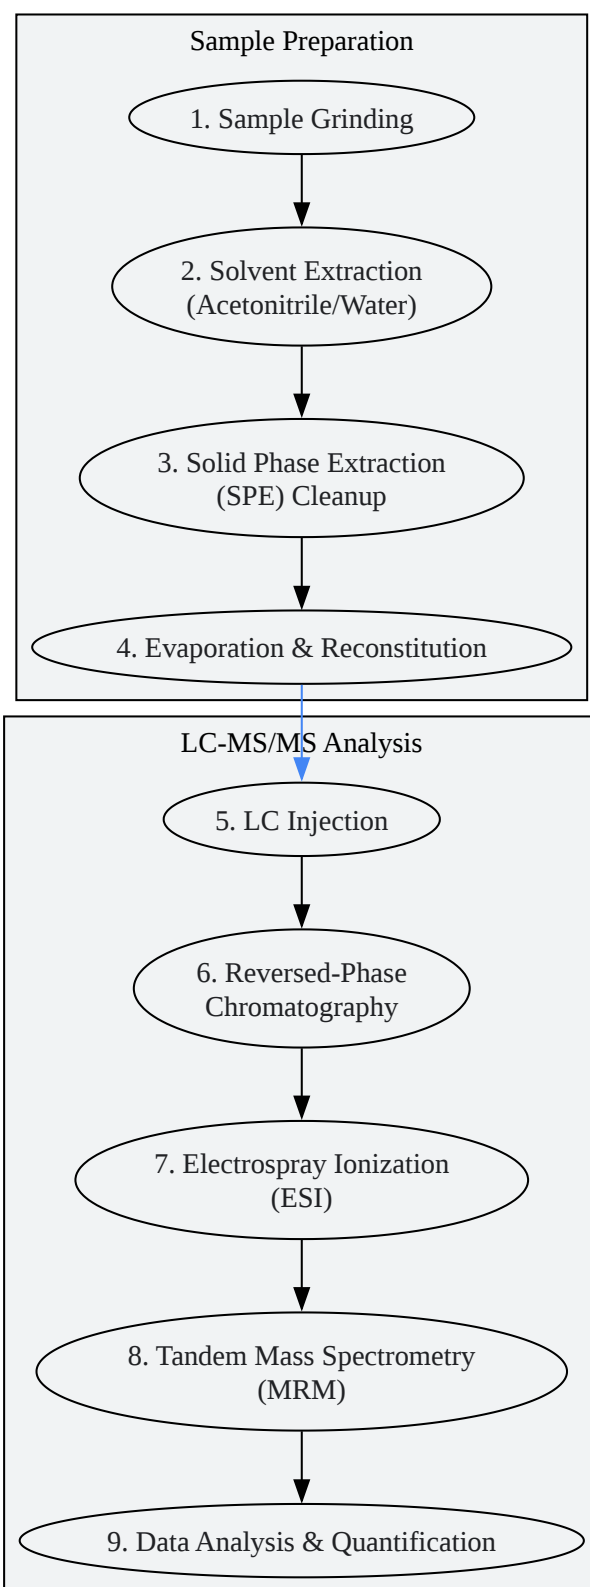 Sample Preparation
1. Sample Grinding
2. Solvent Extraction
(Acetonitrile/Water)
3. Solid Phase Extraction
(SPE) Cleanup
4. Evaporation & Reconstitution
LC-MS/MS Analysis
5. LC Injection
6. Reversed-Phase
Chromatography
7. Electrospray Ionization
(ESI)
8. Tandem Mass Spectrometry
(MRM)
9. Data Analysis & Quantification